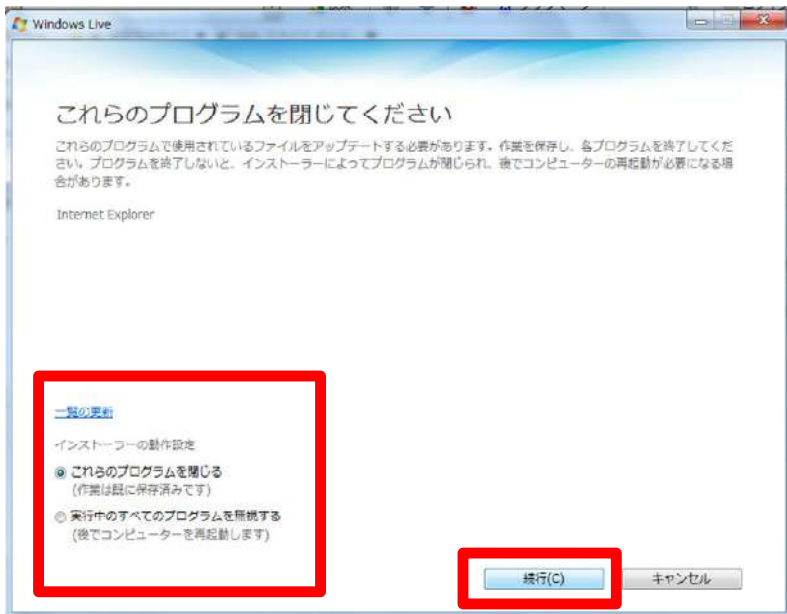 Windows Live
これらのプログラムを閉じてください
これらのプログラムで使用されているファイルをアップデートする必要があります。作業を保存し、各プログラムを終了してくだ
さい。プログラムを終了しないと、インストーラーによってプログラムが閉じられ、後でコンピューターの再起動が必要になる場
合があります。
Internet Explorer
一覧の更新
インストーラーの動作設定
これらのプログラムを閉じる
(作業は既に保存済みです)
実行中のすべてのプログラムを無視する
(後でコンピューターを再起動します)
続行(C)
キャンセル